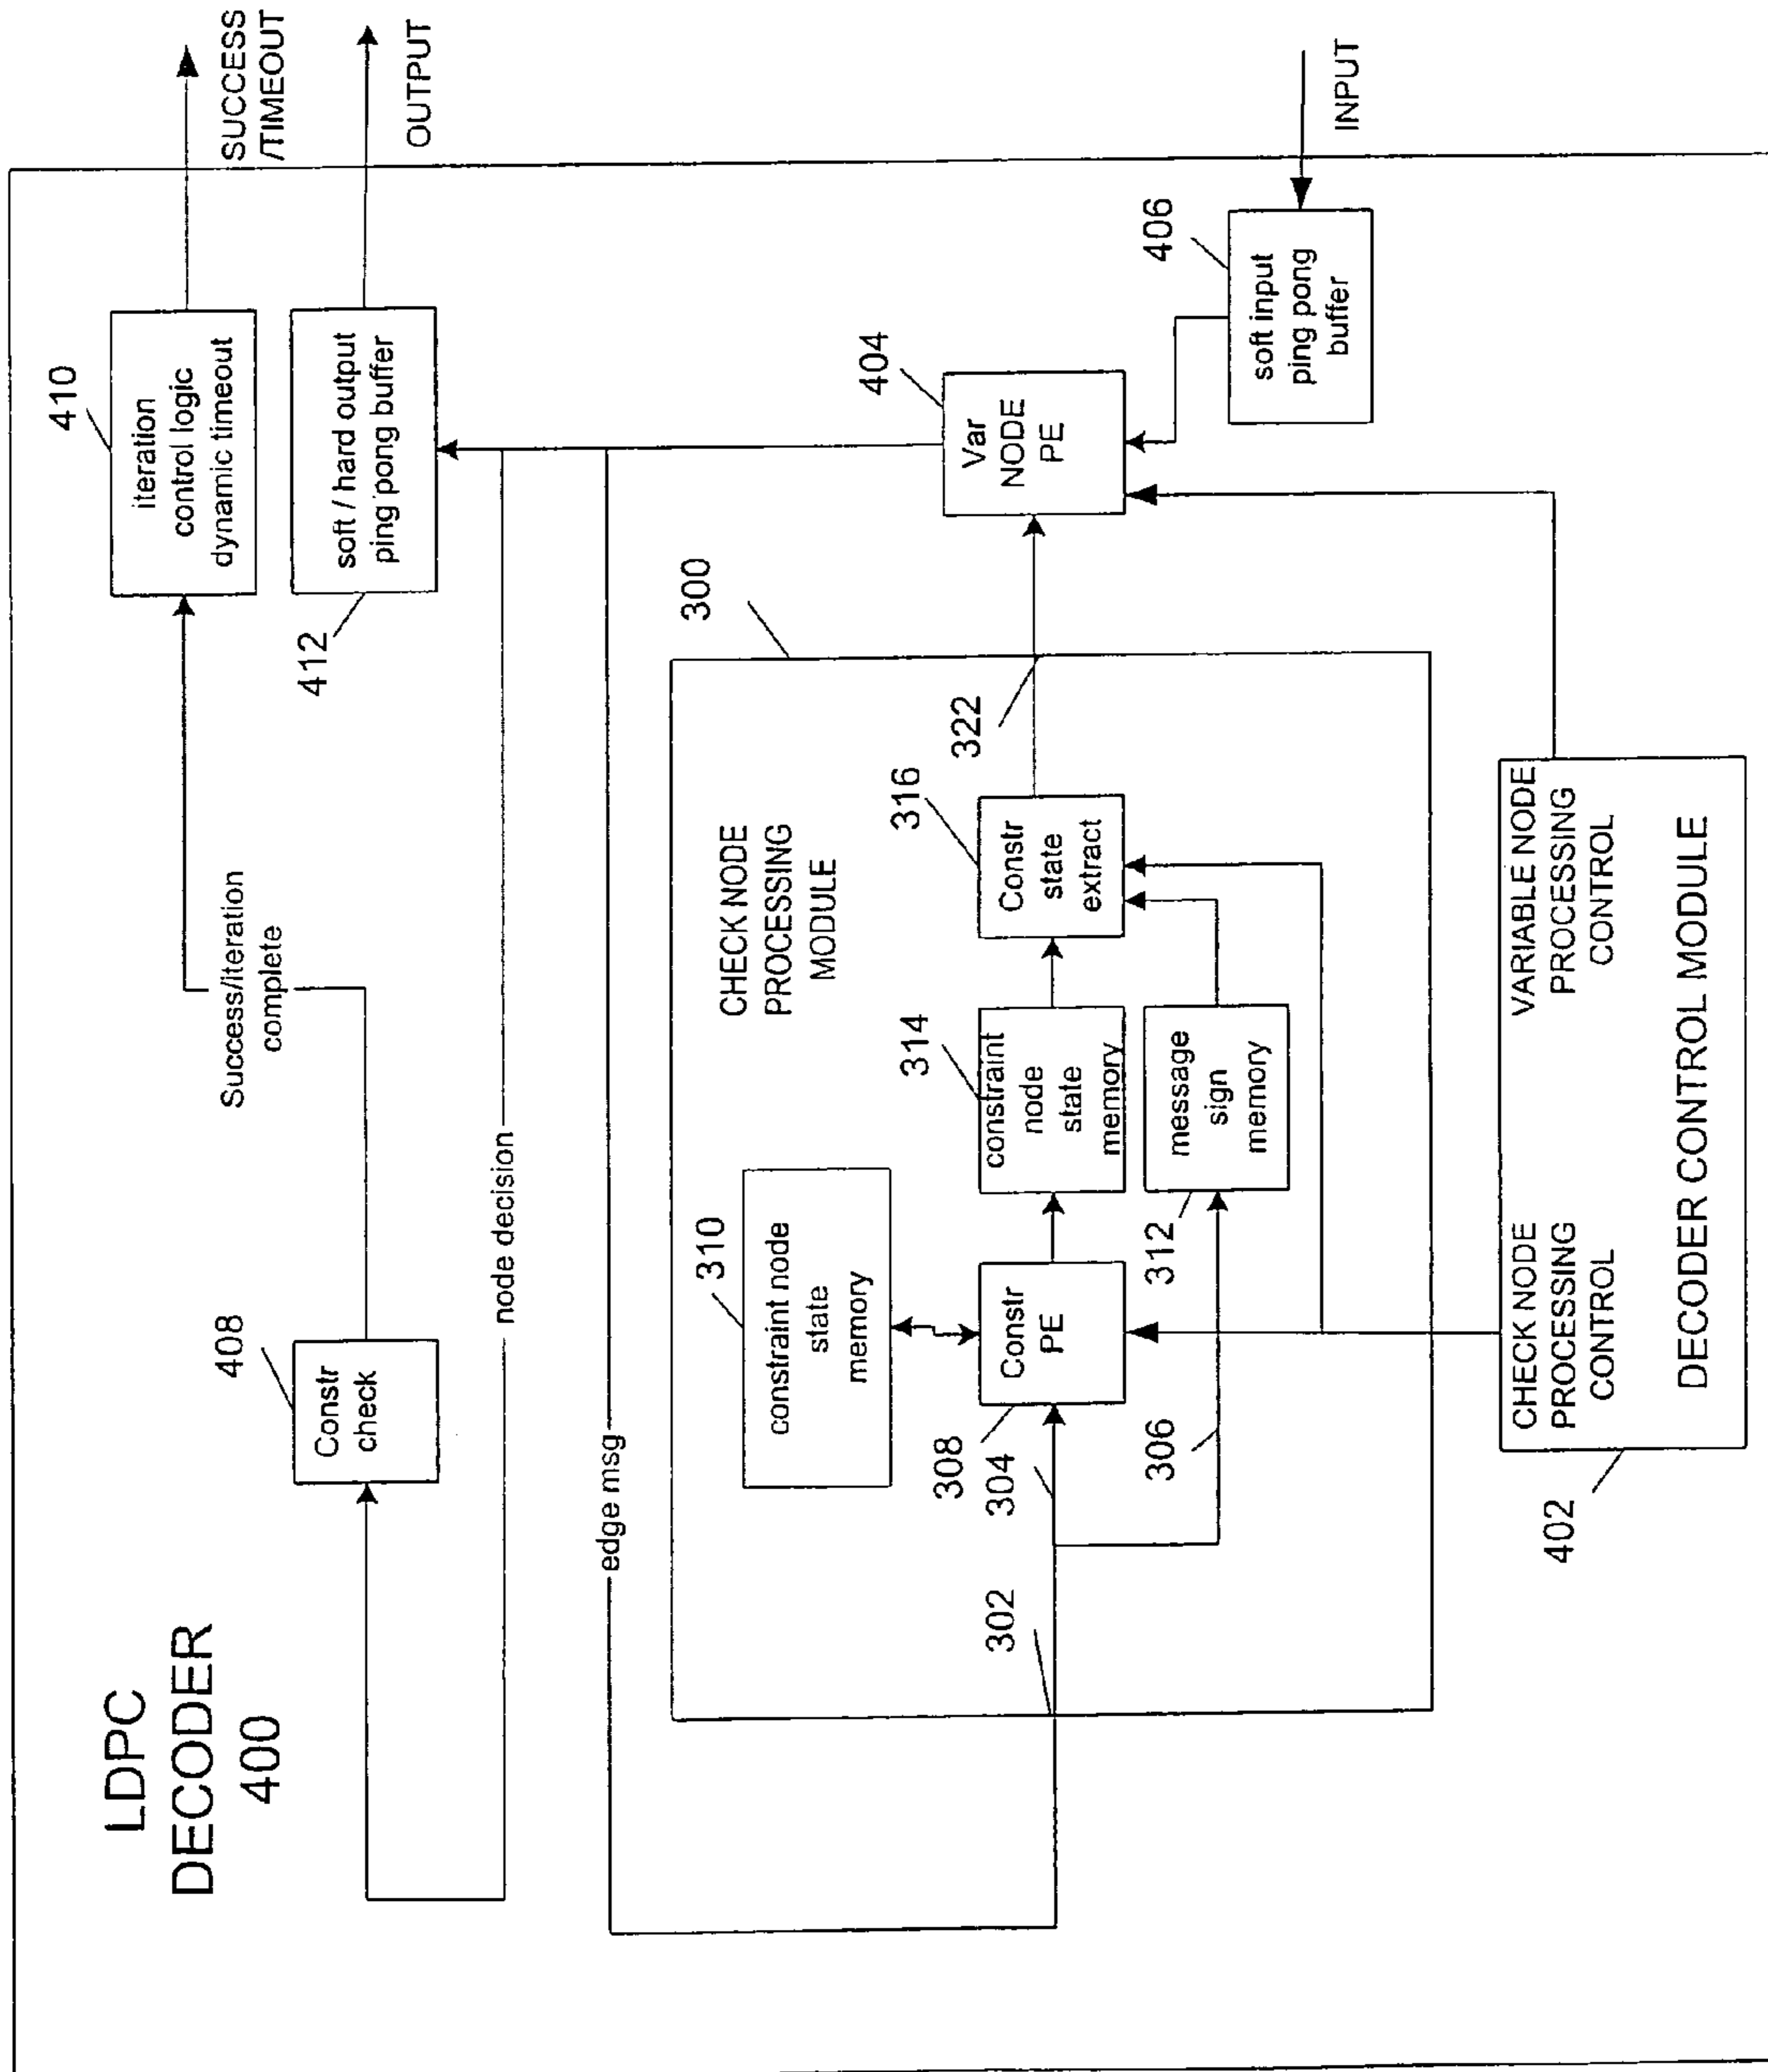 LDPC
DECODER
400
408
Constr
check
Success/iteration
complete
410
iteration
control logic
dynamic timeout
SUCCESS
/TIMEOUT
412
soft / hard output
ping pong buffer
OUTPUT
node decision
edge msg
300
CHECK NODE
PROCESSING
MODULE
310
constraint node
state
memory
302
304
308
Constr
PE
314
constraint
node
state
memory
316
Constr
state
extract
322
404
Var
NODE
PE
306
312
message
sign
memory
406
soft input
ping pong
buffer
INPUT
402
CHECK NODE
PROCESSING
CONTROL
VARIABLE NODE
PROCESSING
CONTROL
DECODER CONTROL MODULE